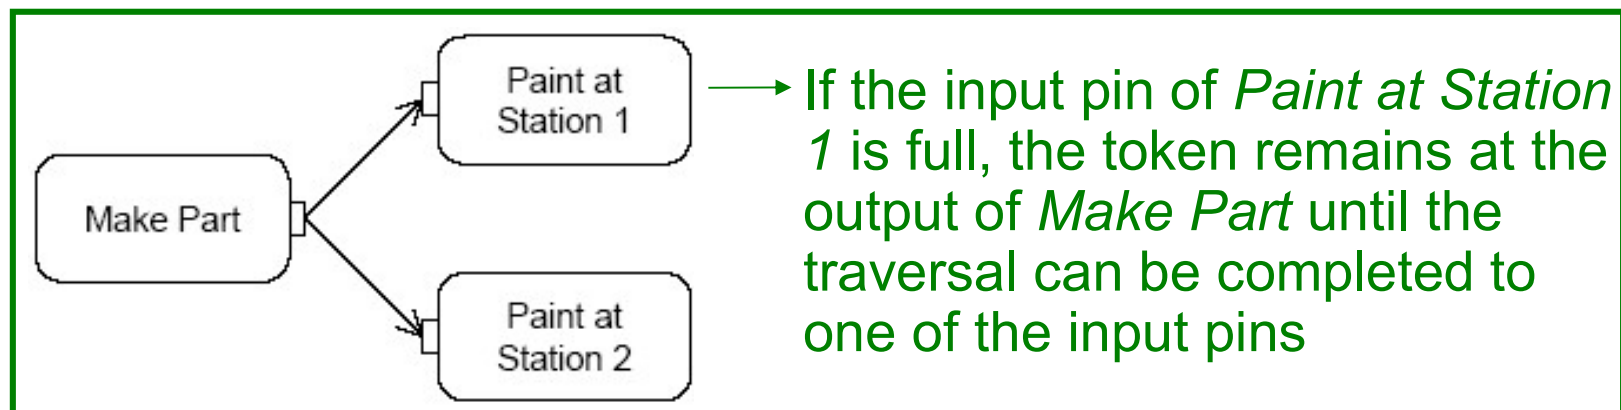 Make Part
Paint at
Station 1
Paint at
Station 2
If the input pin of Paint at Station
1 is full, the token remains at the
output of Make Part until the
traversal can be completed to
one of the input pins